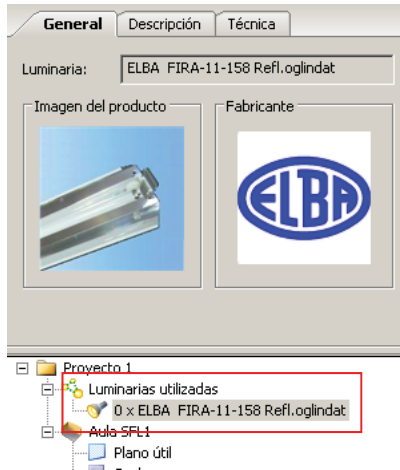 General Descripción Técnica
Luminaria: ELBA FIRA-11-158 Refl.oglindat
Imagen del producto Fabricante
ELBA
Proyecto 1
Luminarias utilizadas
0 x ELBA FIRA-11-158 Refl.oglindat
Aula SFL1
Plano útil